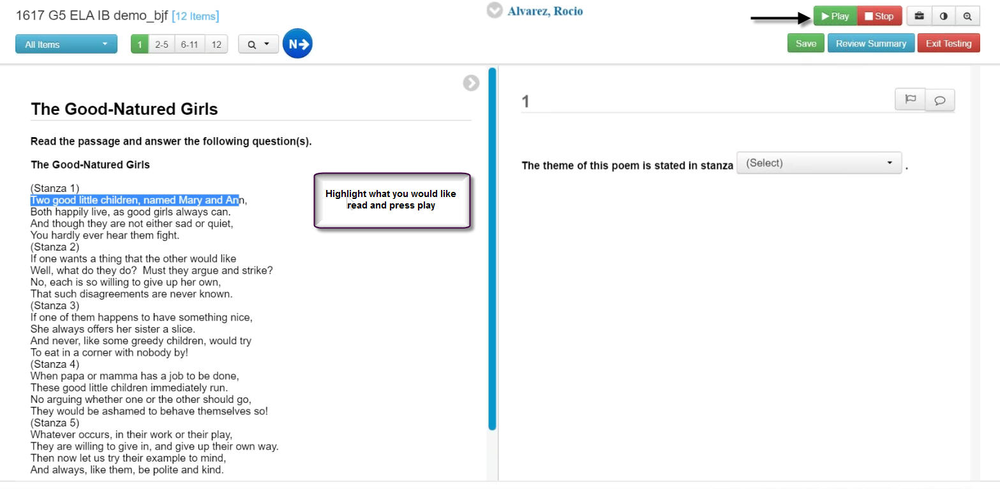 1617 G5 ELA IB demo_bjf [12 Items]
Alvarez, Rocio
Play Stop
All Items
1 2-5 6-11 12
N
Save Review Summary Exit Testing
The Good-Natured Girls
Read the passage and answer the following question(s).
The Good-Natured Girls
(Stanza 1)
Two good little children, named Mary and Ann,
Both happily live, as good girls always can.
And though they are not either sad or quiet,
You hardly ever hear them fight.
(Stanza 2)
If one wants a thing that the other would like
Well, what do they do?  Must they argue and strike?
No, each is so willing to give up her own,
That such disagreements are never known.
(Stanza 3)
If one of them happens to have something nice,
She always offers her sister a slice.
And never, like some greedy children, would try
To eat in a corner with nobody by!
(Stanza 4)
When papa or mamma has a job to be done,
These good little children immediately run.
No arguing whether one or the other should go,
They would be ashamed to behave themselves so!
(Stanza 5)
Whatever occurs, in their work or their play,
They are willing to give in, and give up their own way.
Then now let us try their example to mind,
And always, like them, be polite and kind.
Highlight what you would like
read and press play
1
The theme of this poem is stated in stanza (Select) .